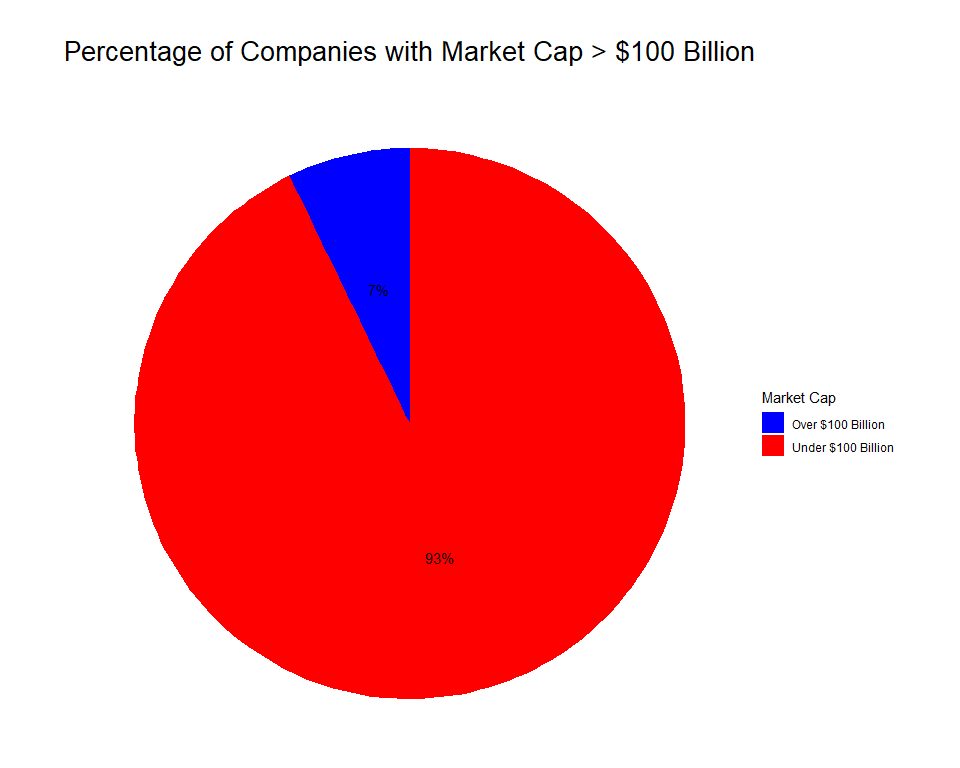 Percentage of Companies with Market Cap > $100 Billion
7%
93%
Market Cap
Over $100 Billion
Under $100 Billion